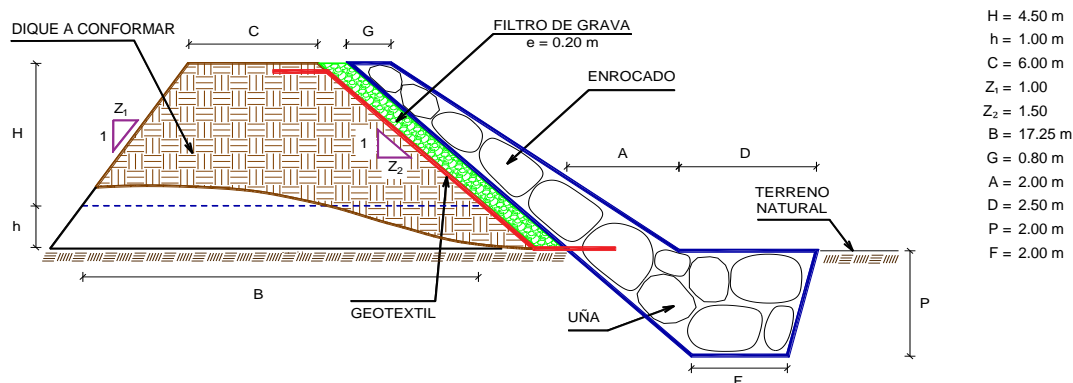 DIQUE A CONFORMAR
C
G
FILTRO DE GRAVA
e = 0.20 m
ENROCADO
H
h
Z₁
1
1
Z₂
A
D
TERRENO
NATURAL
B
GEOTEXTIL
UÑA
P
F
H = 4.50 m
h = 1.00 m
C = 6.00 m
Z₁ = 1.00
Z₂ = 1.50
B = 17.25 m
G = 0.80 m
A = 2.00 m
D = 2.50 m
P = 2.00 m
F = 2.00 m